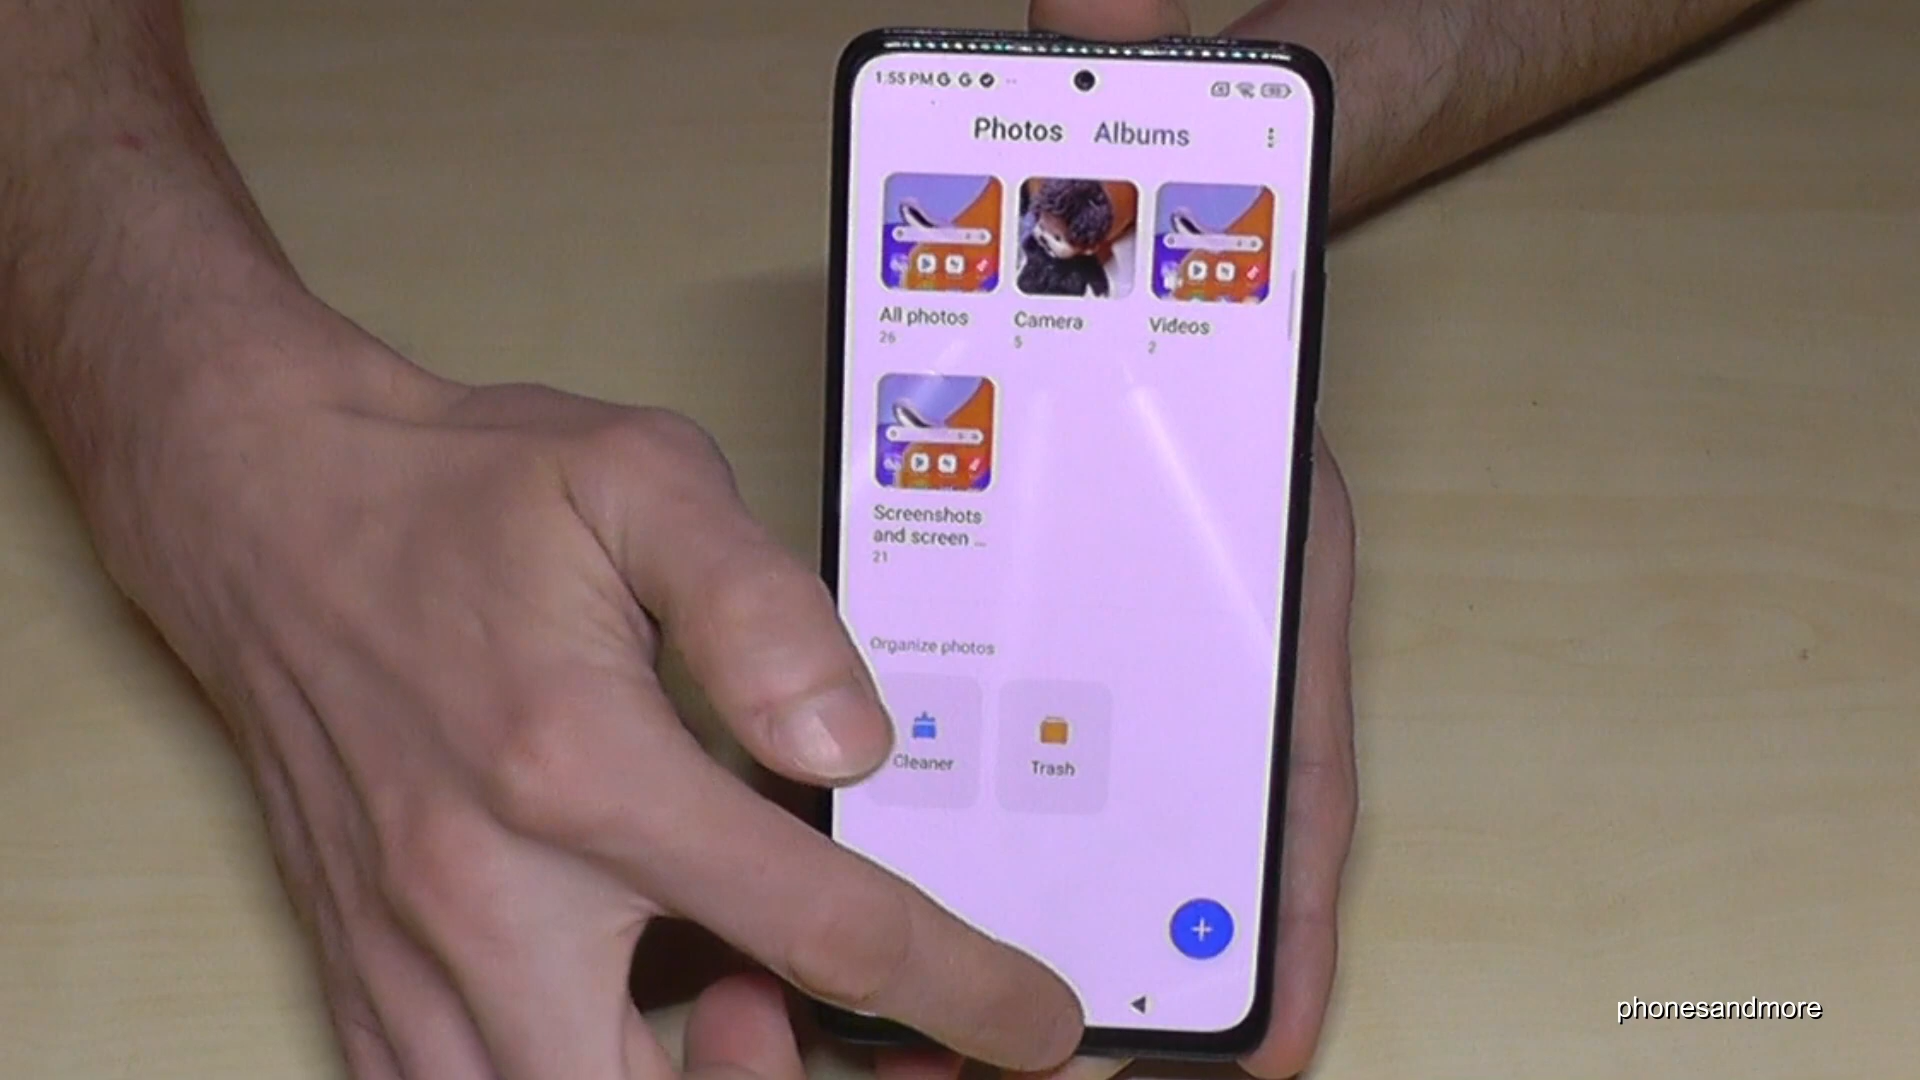 1:55 PM G G
Photos Albums
All photos Camera Videos
26 5 2
Screenshots
and screen ...
21
Organize photos
Cleaner Trash
phonesandmore